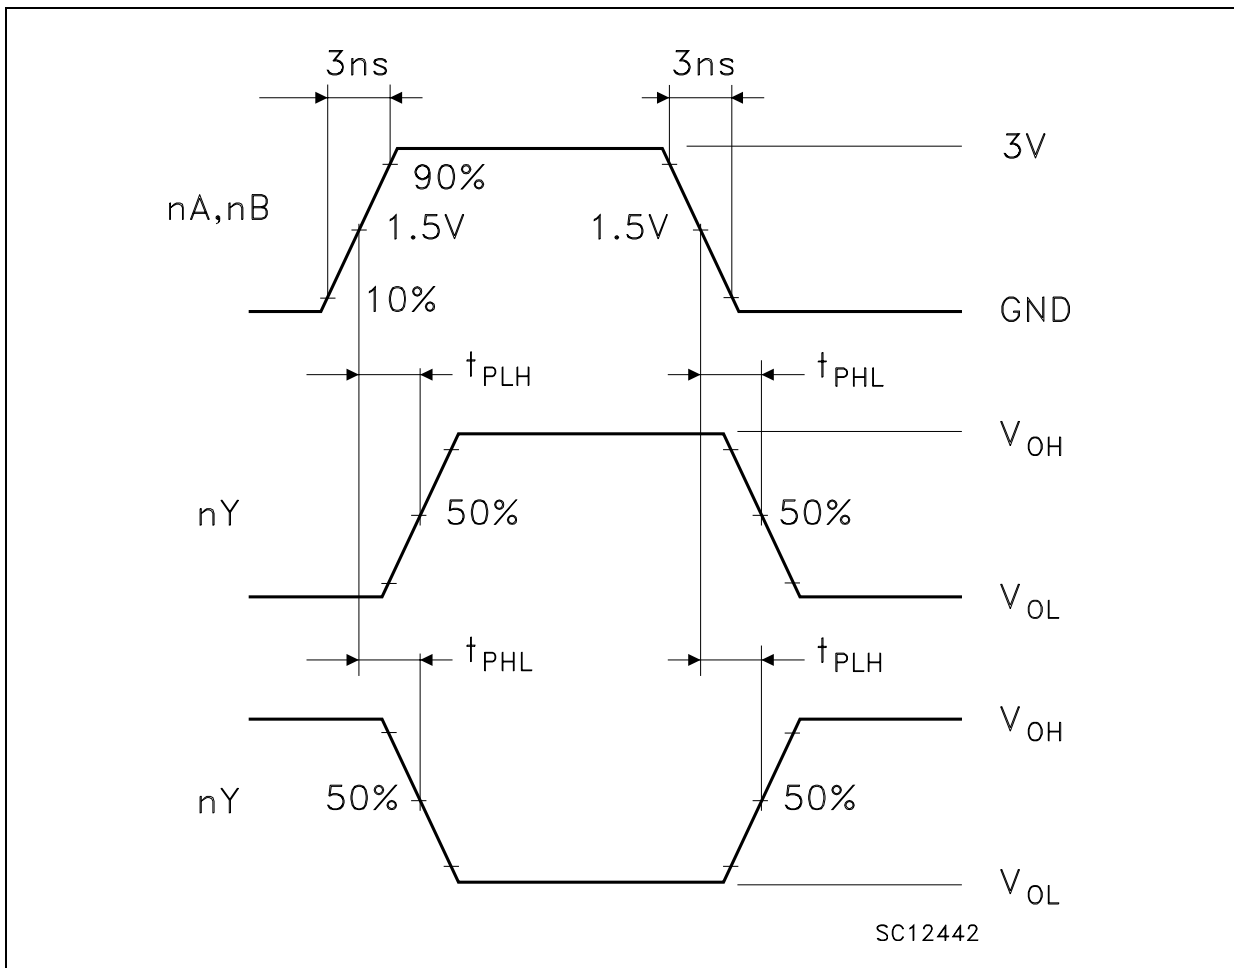 3ns 3ns
3V
90%
nA,nB
1.5V 1.5V
10%
GND
tPLH tPHL
VOH
nY 50% 50%
VOL
tPHL tPLH
VOH
nY 50% 50%
VOL
SC12442